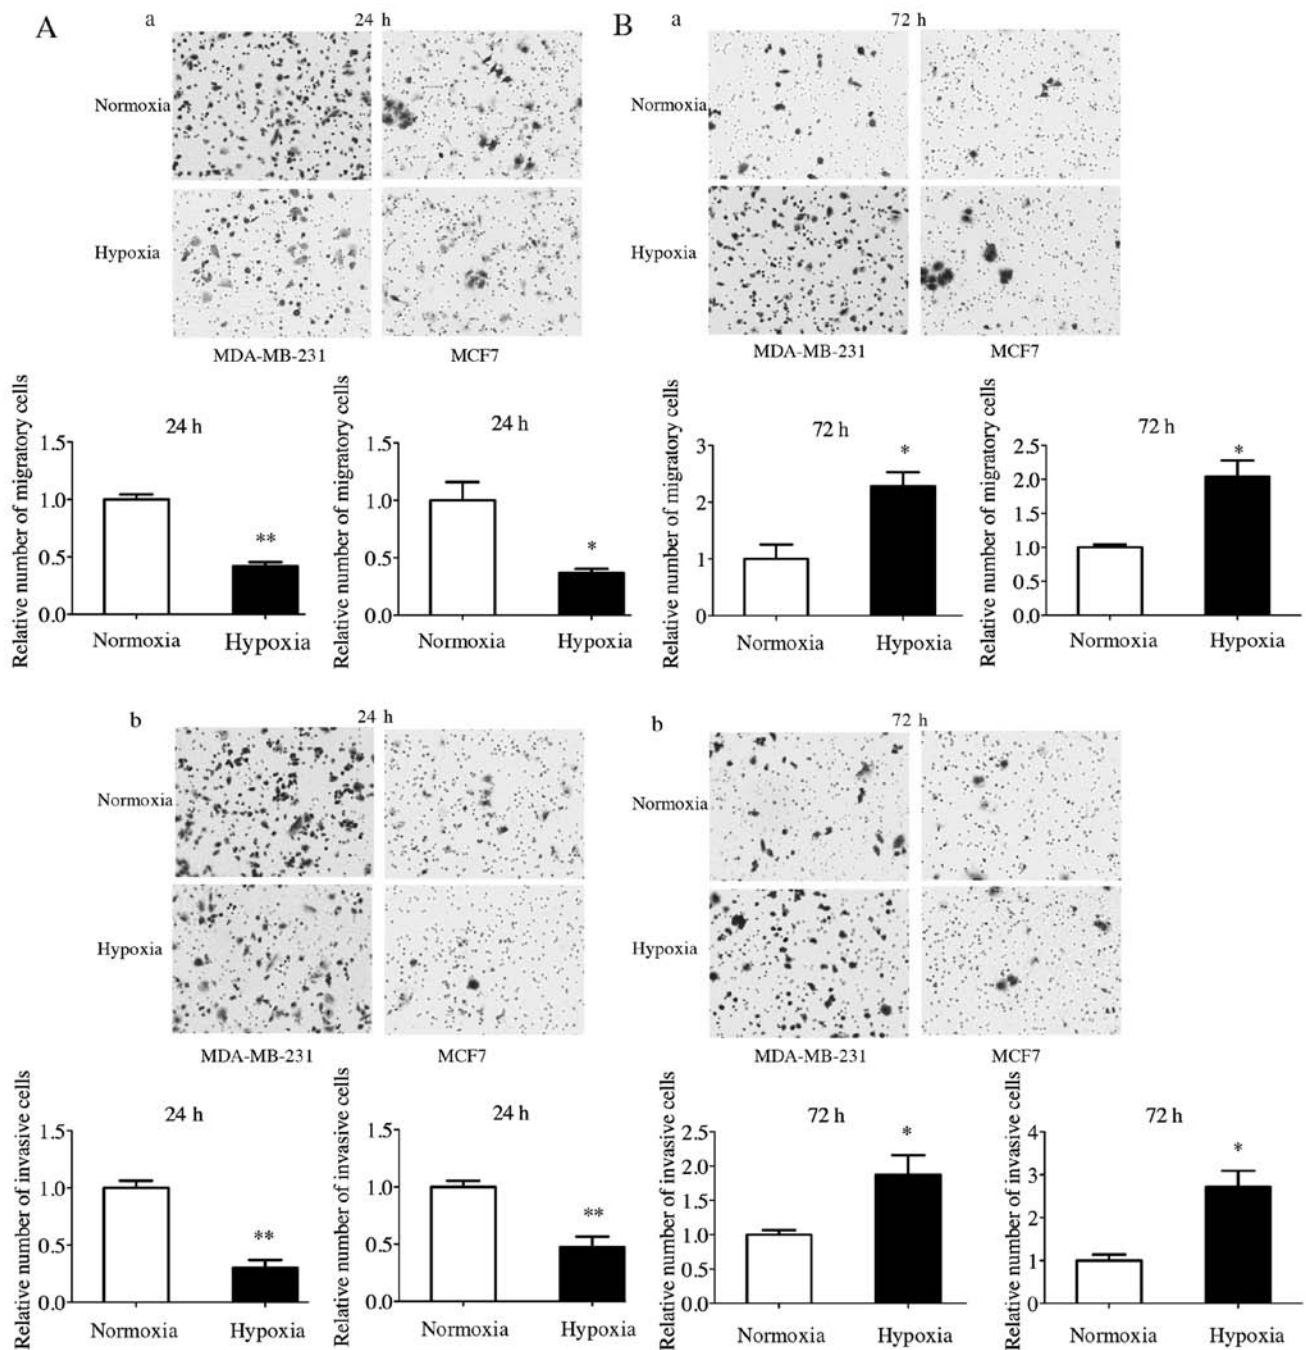 A
a
24 h
Normoxia
Hypoxia
MDA-MB-231
MCF7
B
a
72 h
Normoxia
Hypoxia
MDA-MB-231
MCF7
Relative number of migratory cells
24 h
1.5
1.0
0.5
0.0
**
Normoxia
Hypoxia
Relative number of migratory cells
24 h
1.5
1.0
0.5
0.0
*
Normoxia
Hypoxia
Relative number of migratory cells
72 h
3
2
1
0
*
Normoxia
Hypoxia
Relative number of migratory cells
72 h
2.5
2.0
1.5
1.0
0.5
0.0
*
Normoxia
Hypoxia
b
24 h
Normoxia
Hypoxia
MDA-MB-231
MCF7
b
72 h
Normoxia
Hypoxia
MDA-MB-231
MCF7
Relative number of invasive cells
24 h
1.5
1.0
0.5
0.0
**
Normoxia
Hypoxia
Relative number of invasive cells
24 h
1.5
1.0
0.5
0.0
**
Normoxia
Hypoxia
Relative number of invasive cells
72 h
2.5
2.0
1.5
1.0
0.5
0.0
*
Normoxia
Hypoxia
Relative number of invasive cells
72 h
4
3
2
1
0
*
Normoxia
Hypoxia